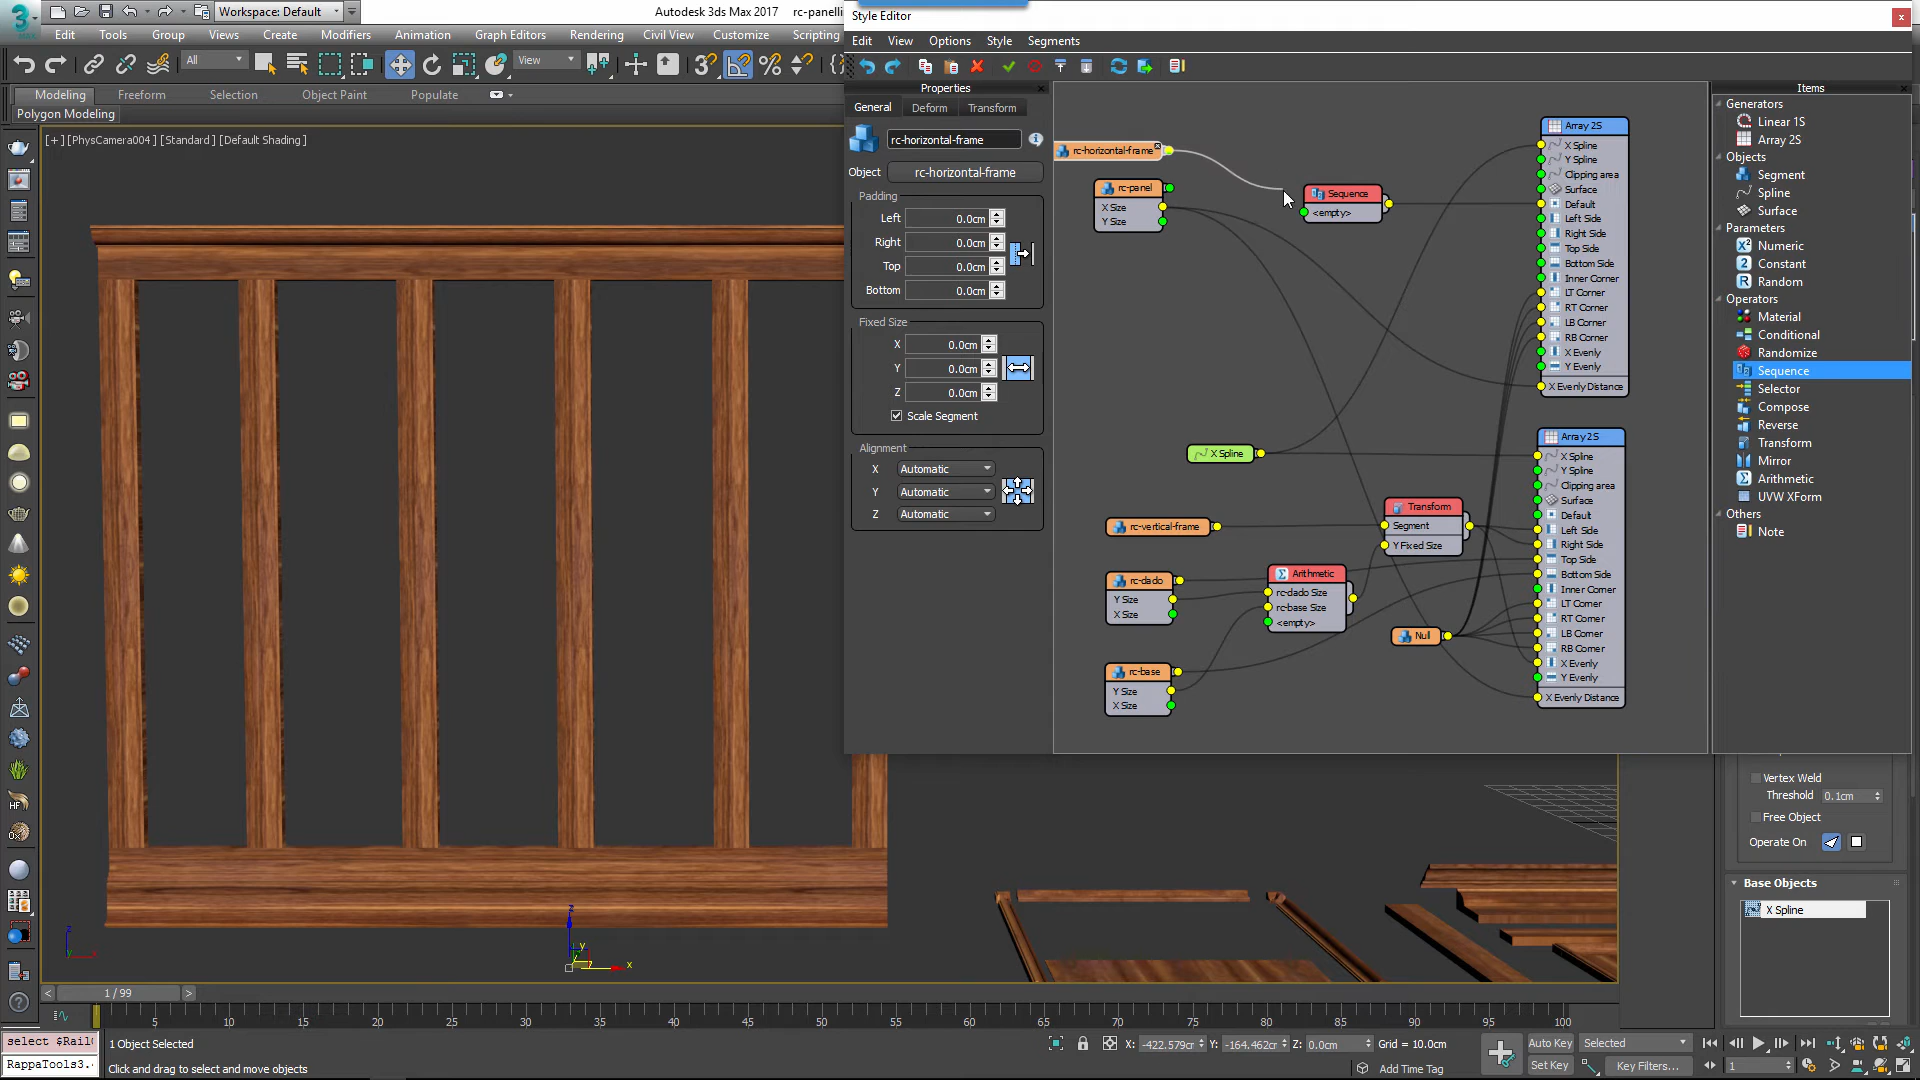 Workspace: Default
Autodesk 3ds Max 2017
rc-panelli
Edit Tools Group Views Create Modifiers Animation Graph Editors Rendering Civil View Customize Scripting
All
View
Modeling Freeform Selection Object Paint Populate
Polygon Modeling
[+] [PhysCamera004] [Standard] [Default Shading]
Style Editor
Edit View Options Style Segments
Properties
General Deform Transform
rc-horizontal-frame
Object rc-horizontal-frame
Padding
Left 0.0cm
Right 0.0cm
Top 0.0cm
Bottom 0.0cm
Fixed Size
X 0.0cm
Y 0.0cm
Z 0.0cm
Scale Segment
Alignment
X Automatic
Y Automatic
Z Automatic
rc-horizontal-frame
rc-panel
X Size
Y Size
Sequence
<empty>
Array 2S
X Spline
Y Spline
Clipping area
Surface
Default
Left Side
Right Side
Top Side
Bottom Side
Inner Corner
LT Corner
RT Corner
LB Corner
RB Corner
X Evenly
Y Evenly
X Evenly Distance
X Spline
rc-vertical-frame
rc-dado
Y Size
X Size
rc-base
Y Size
X Size
Arithmetic
rc-dado Size
rc-base Size
<empty>
Transform
Segment
Y Fixed Size
Null
Array 2S
X Spline
Y Spline
Clipping area
Surface
Default
Left Side
Right Side
Top Side
Bottom Side
Inner Corner
LT Corner
RT Corner
LB Corner
RB Corner
X Evenly
Y Evenly
X Evenly Distance
Items
Generators
Linear 1S
Array 2S
Objects
Segment
Spline
Surface
Parameters
Numeric
Constant
Random
Operators
Material
Conditional
Randomize
Sequence
Selector
Compose
Reverse
Transform
Mirror
Arithmetic
UVW XForm
Others
Note
Vertex Weld
Threshold 0.1cm
Free Object
Operate On
Base Objects
X Spline
z
y
x
z
x
1 / 99
5 10 15 20 25 30 35 40 45 50 55 60 65 70 75 80 85 90 95 100
select $Rail
RappaTools3.
1 Object Selected
Click and drag to select and move objects
X: -422.579cr Y: -164.462cr Z: 0.0cm Grid = 10.0cm
Add Time Tag
Auto Key Selected
Set Key Key Filters...
1